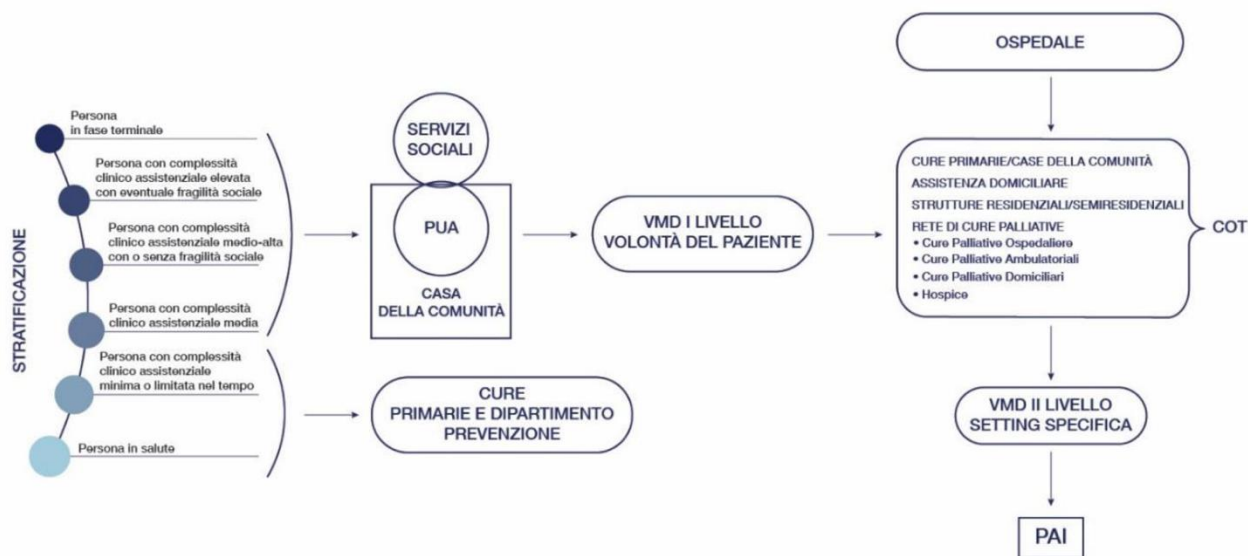 STRATIFICAZIONE
Persona
in fase terminale
Persona con complessità
clinico assistenziale elevata
con eventuale fragilità sociale
Persona con complessità
clinico assistenziale medio-alta
con o senza fragilità sociale
Persona con complessità
clinico assistenziale media
Persona con complessità
clinico assistenziale
minima o limitata nel tempo
Persona in salute
SERVIZI
SOCIALI
PUA
CASA
DELLA COMUNITÀ
CURE
PRIMARIE E DIPARTIMENTO
PREVENZIONE
VMD I LIVELLO
VOLONTÀ DEL PAZIENTE
OSPEDALE
CURE PRIMARIE/CASE DELLA COMUNITÀ
ASSISTENZA DOMICILIARE
STRUTTURE RESIDENZIALI/SEMIRESIDENZIALI
RETE DI CURE PALLIATIVE
• Cure Palliative Ospedaliere
• Cure Palliative Ambulatoriali
• Cure Palliative Domiciliari
• Hospice
COT
VMD II LIVELLO
SETTING SPECIFICA
PAI